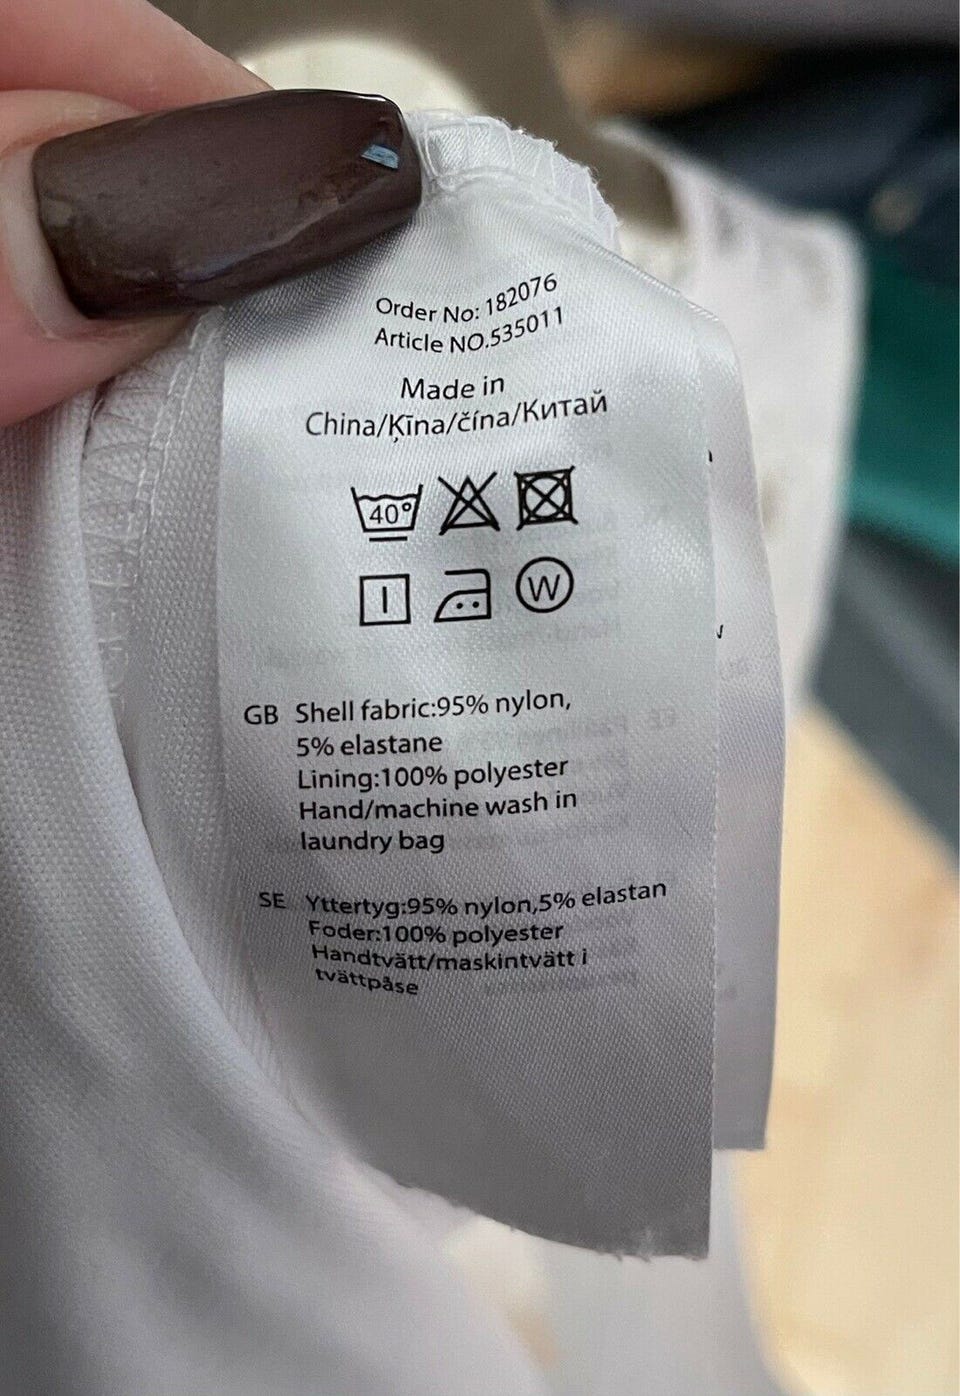 Order No: 182076
Article NO.535011
Made in
China/Ķīna/čína/Китай
40°
W
GB Shell fabric:95% nylon,
5% elastane
Lining:100% polyester
Hand/machine wash in
laundry bag
SE Yttertyg:95% nylon,5% elastan
Foder:100% polyester
Handtvätt/maskintvätt i
tvättpåse